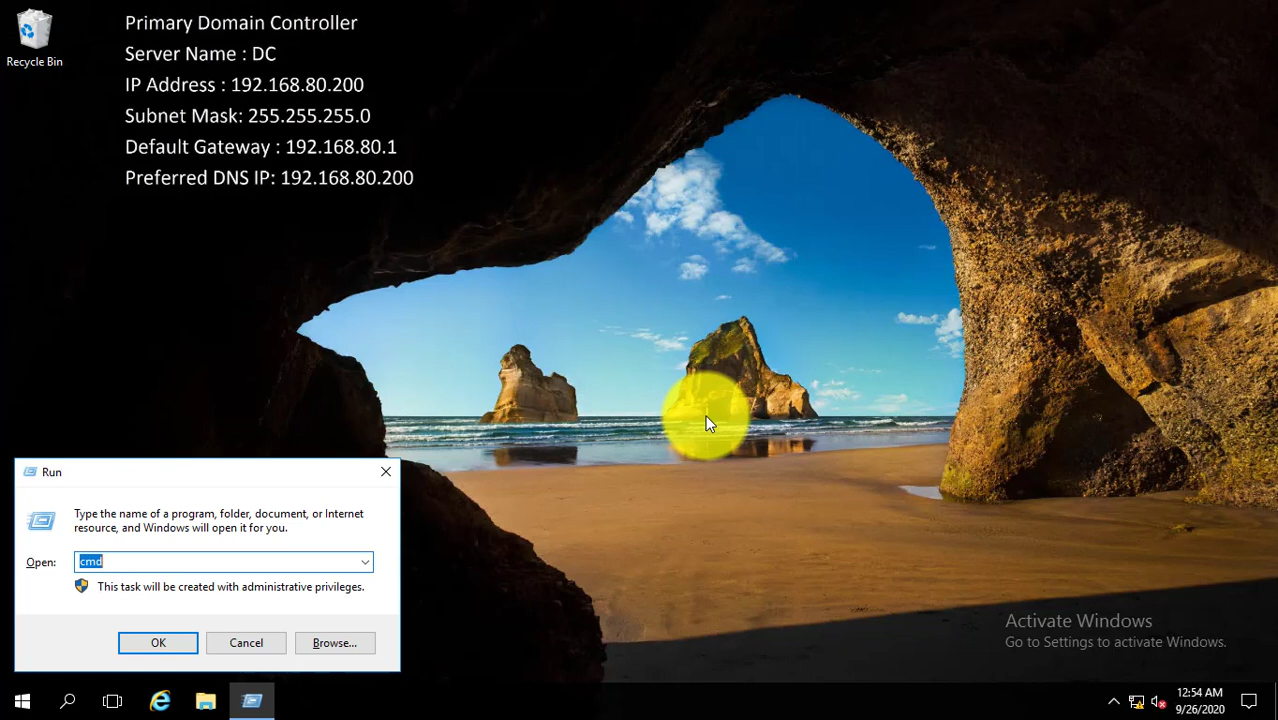 Primary Domain Controller
Server Name : DC
IP Address : 192.168.80.200
Subnet Mask: 255.255.255.0
Default Gateway : 192.168.80.1
Preferred DNS IP: 192.168.80.200
Recycle Bin
Run
Type the name of a program, folder, document, or Internet
resource, and Windows will open it for you.
Open: cmd
This task will be created with administrative privileges.
OK Cancel Browse...
Activate Windows
Go to Settings to activate Windows.
12:54 AM
9/26/2020